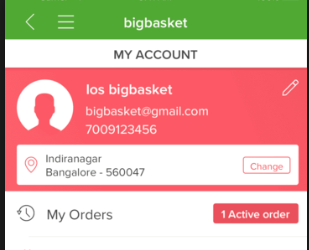 bigbasket
MY ACCOUNT
Ios bigbasket
bigbasket@gmail.com
7009123456
Indiranagar
Bangalore - 560047
Change
My Orders
1 Active order